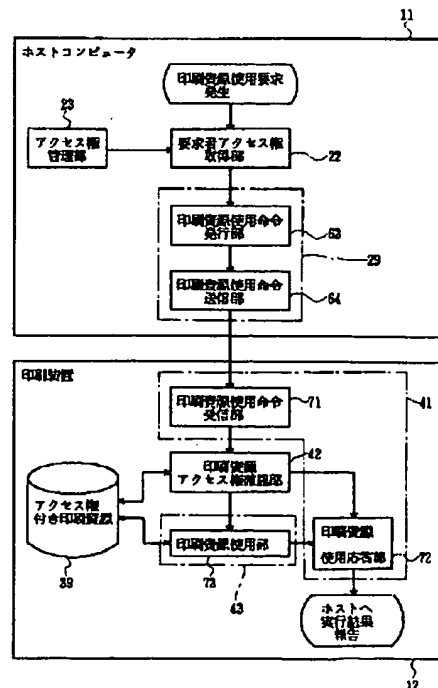 11
ホストコンピュータ
印刷資源使用要求
発生
23
アクセス権
管理部
要求者アクセス権
取得部
22
印刷資源使用命令
発行部
63
29
印刷資源使用命令
送信部
64
印刷装置
印刷資源使用命令
受信部
71
41
42
印刷資源
アクセス権確認部
アクセス権
付き印刷資源
39
印刷資源使用部
73
43
印刷資源
使用応答部
72
ホストへ
実行結果
報告
12